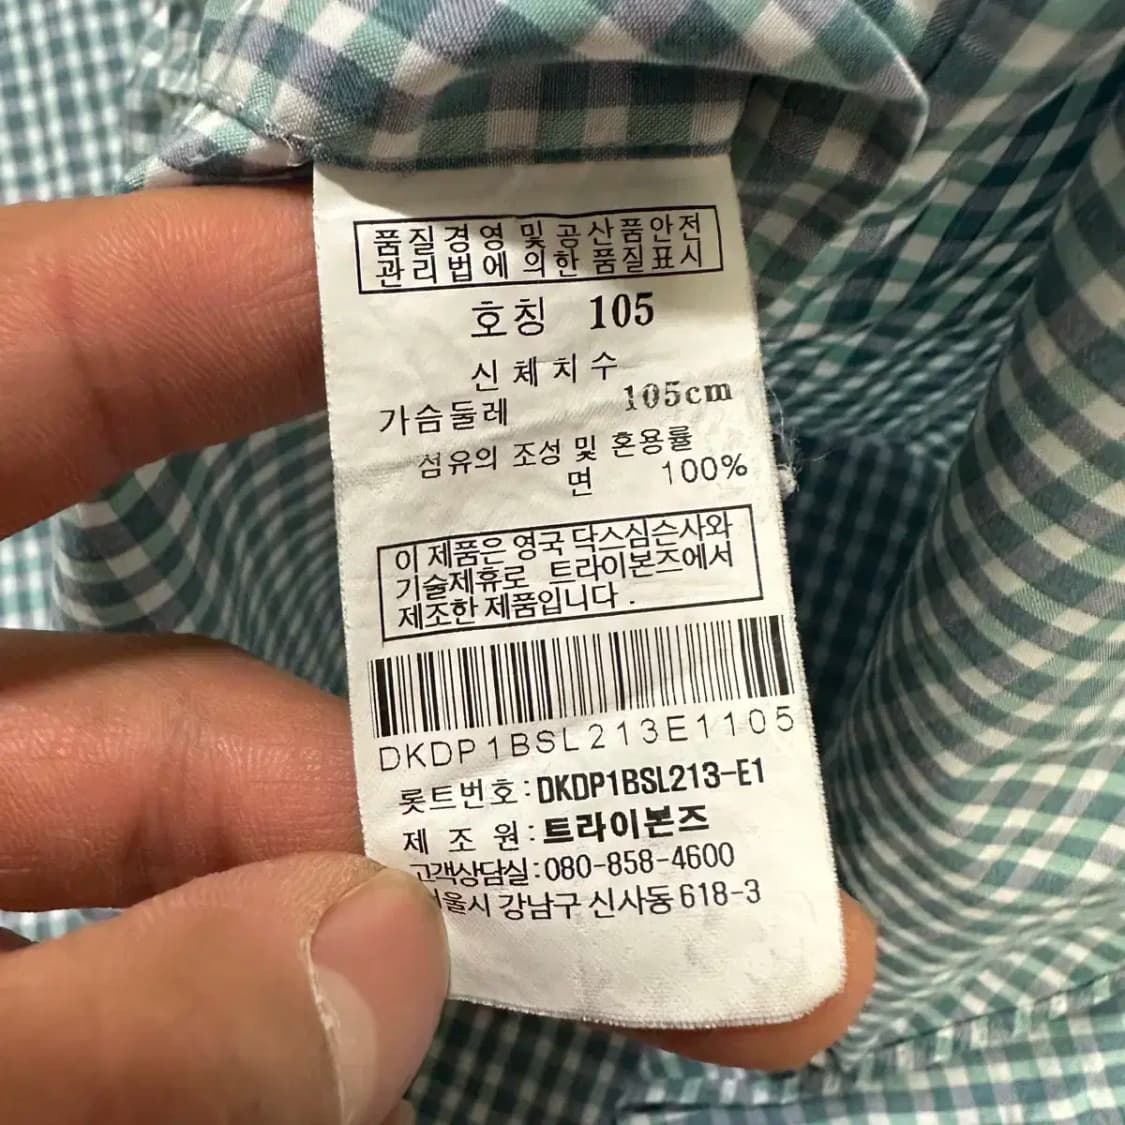 품질경영 및 공산품안전
관리법에 의한 품질표시
호칭 105
신체치수
가슴둘레 105cm
섬유의 조성 및 혼용률
면 100%
이 제품은 영국 닥스심슨사와
기술제휴로 트라이본즈에서
제조한 제품입니다.
DKDP1BSL213E1105
롯트번호:DKDP1BSL213-E1
제 조 원:트라이본즈
고객상담실:080-858-4600
강남구 신사동 618-3